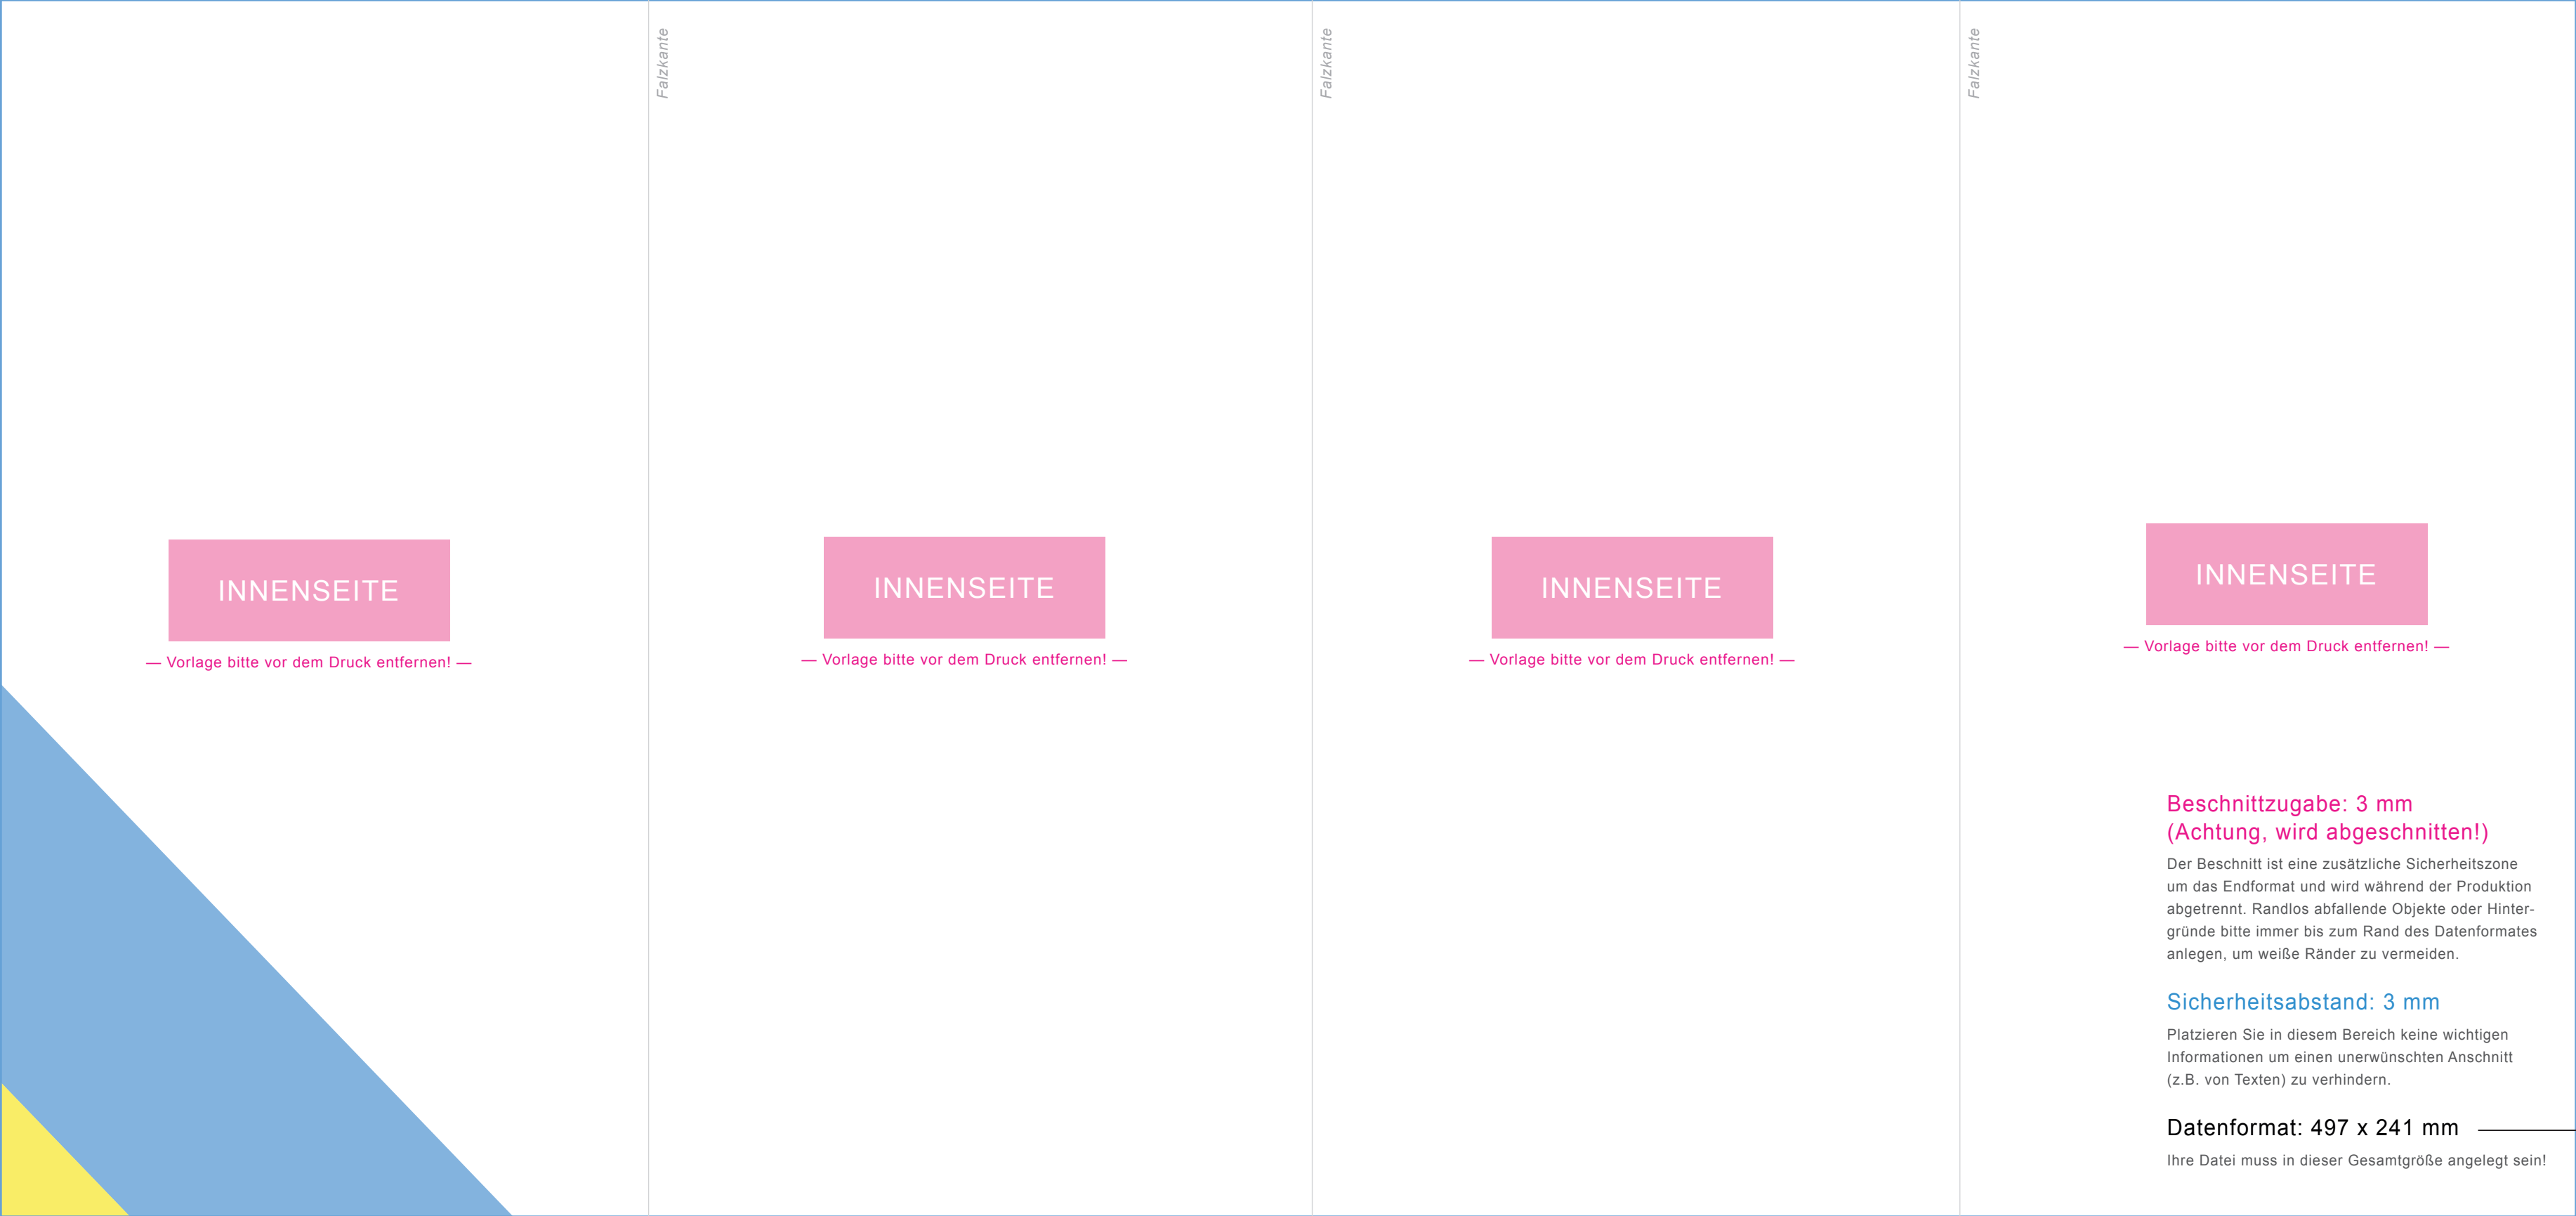 Falzkante
Falzkante
Falzkante
INNENSEITE
— Vorlage bitte vor dem Druck entfernen! —
INNENSEITE
— Vorlage bitte vor dem Druck entfernen! —
INNENSEITE
— Vorlage bitte vor dem Druck entfernen! —
INNENSEITE
— Vorlage bitte vor dem Druck entfernen! —
Beschnittzugabe: 3 mm
(Achtung, wird abgeschnitten!)
Der Beschnitt ist eine zusätzliche Sicherheitszone
um das Endformat und wird während der Produktion
abgetrennt. Randlos abfallende Objekte oder Hinter-
gründe bitte immer bis zum Rand des Datenformates
anlegen, um weiße Ränder zu vermeiden.
Sicherheitsabstand: 3 mm
Platzieren Sie in diesem Bereich keine wichtigen
Informationen um einen unerwünschten Anschnitt
(z.B. von Texten) zu verhindern.
Datenformat: 497 x 241 mm
Ihre Datei muss in dieser Gesamtgröße angelegt sein!